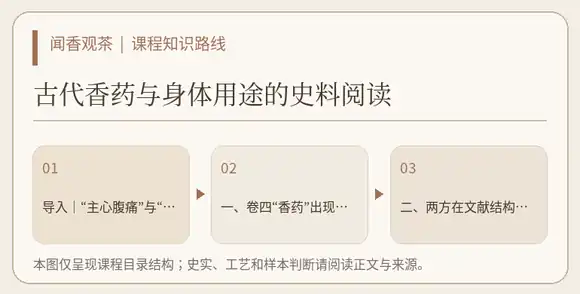 闻香观茶｜课程知识路线
古代香药与身体用途的史料阅读
01
导入｜“主心腹痛”与“…
02
一、卷四“香药”出现…
03
二、两方在文献结构…
本图仅呈现课程目录结构；史实、工艺和样本判断请阅读正文与来源。